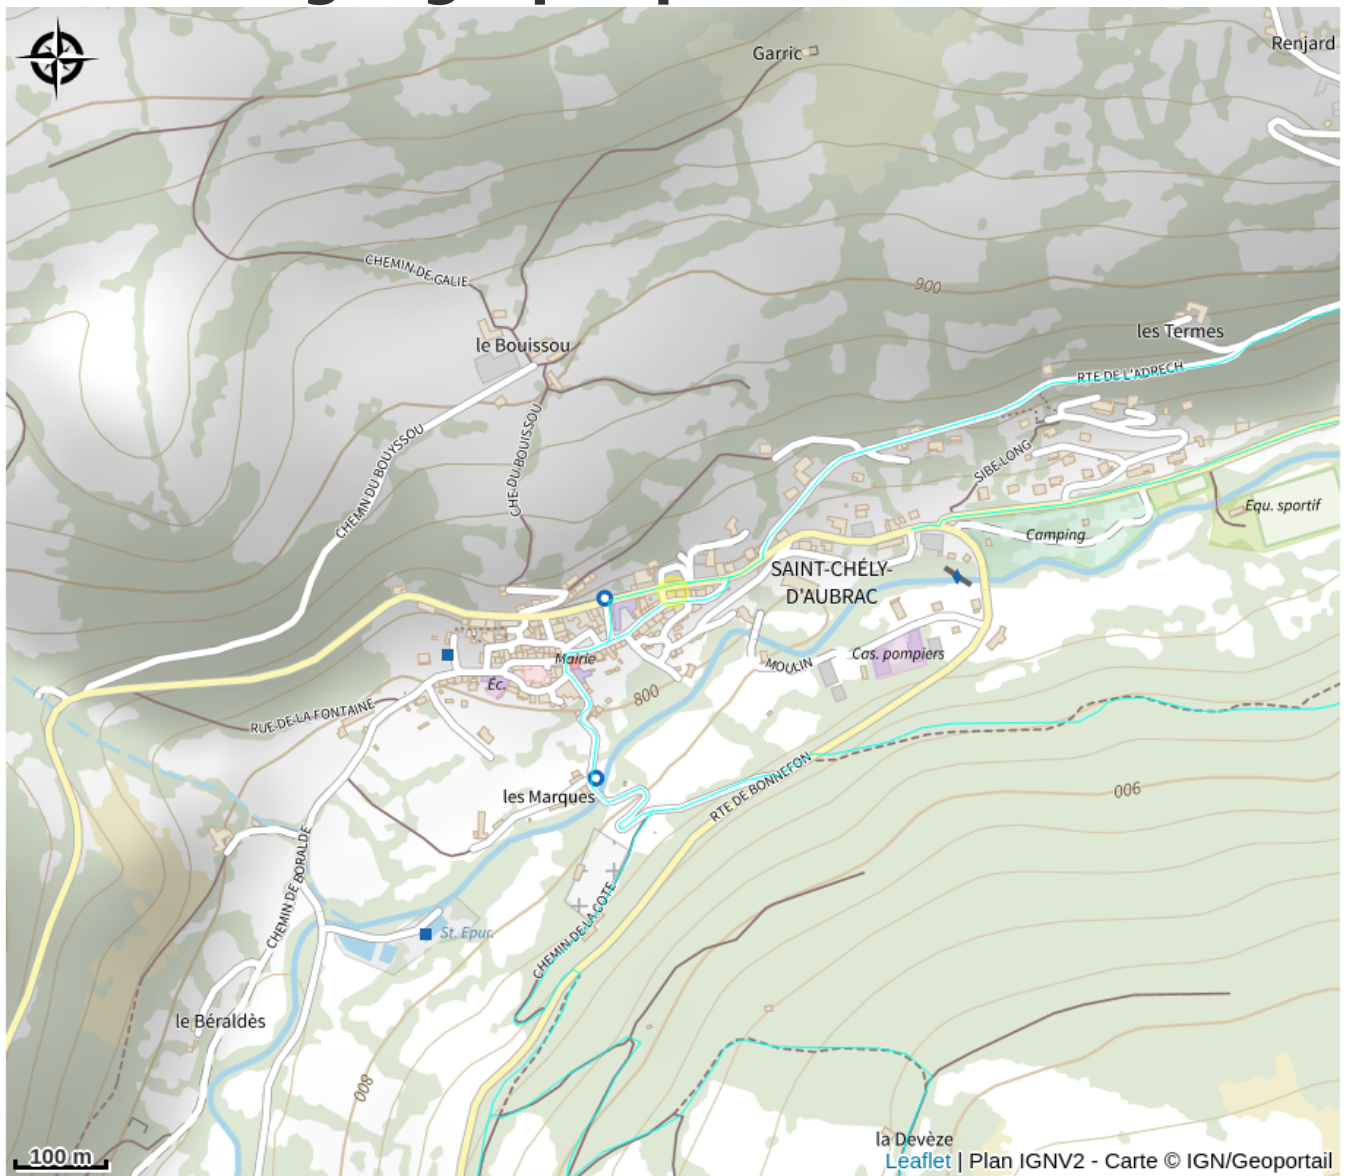 Garric
Renjard
CHEMIN DE GALIE
900
les Termes
le Bouissou
RTE DE L'ADRECH
CHEMIN DU BOUYSSOU
CHE DU BOUISSOU
SIBE-LONG
Equ. sportif
Camping
SAINT-CHÉLY-
D'AUBRAC
Mairie
Cas. pompiers
MOULIN
Éc.
800
RUE DE LA FONTAINE
les Marques
RTE DE BONNEFON
900
CHEMIN DE BORALDE
CHEMIN DE LA COTE
St. Epur.
le Béraldès
800
la Devèze
100 m
Leaflet | Plan IGNV2 - Carte © IGN/Geoportail